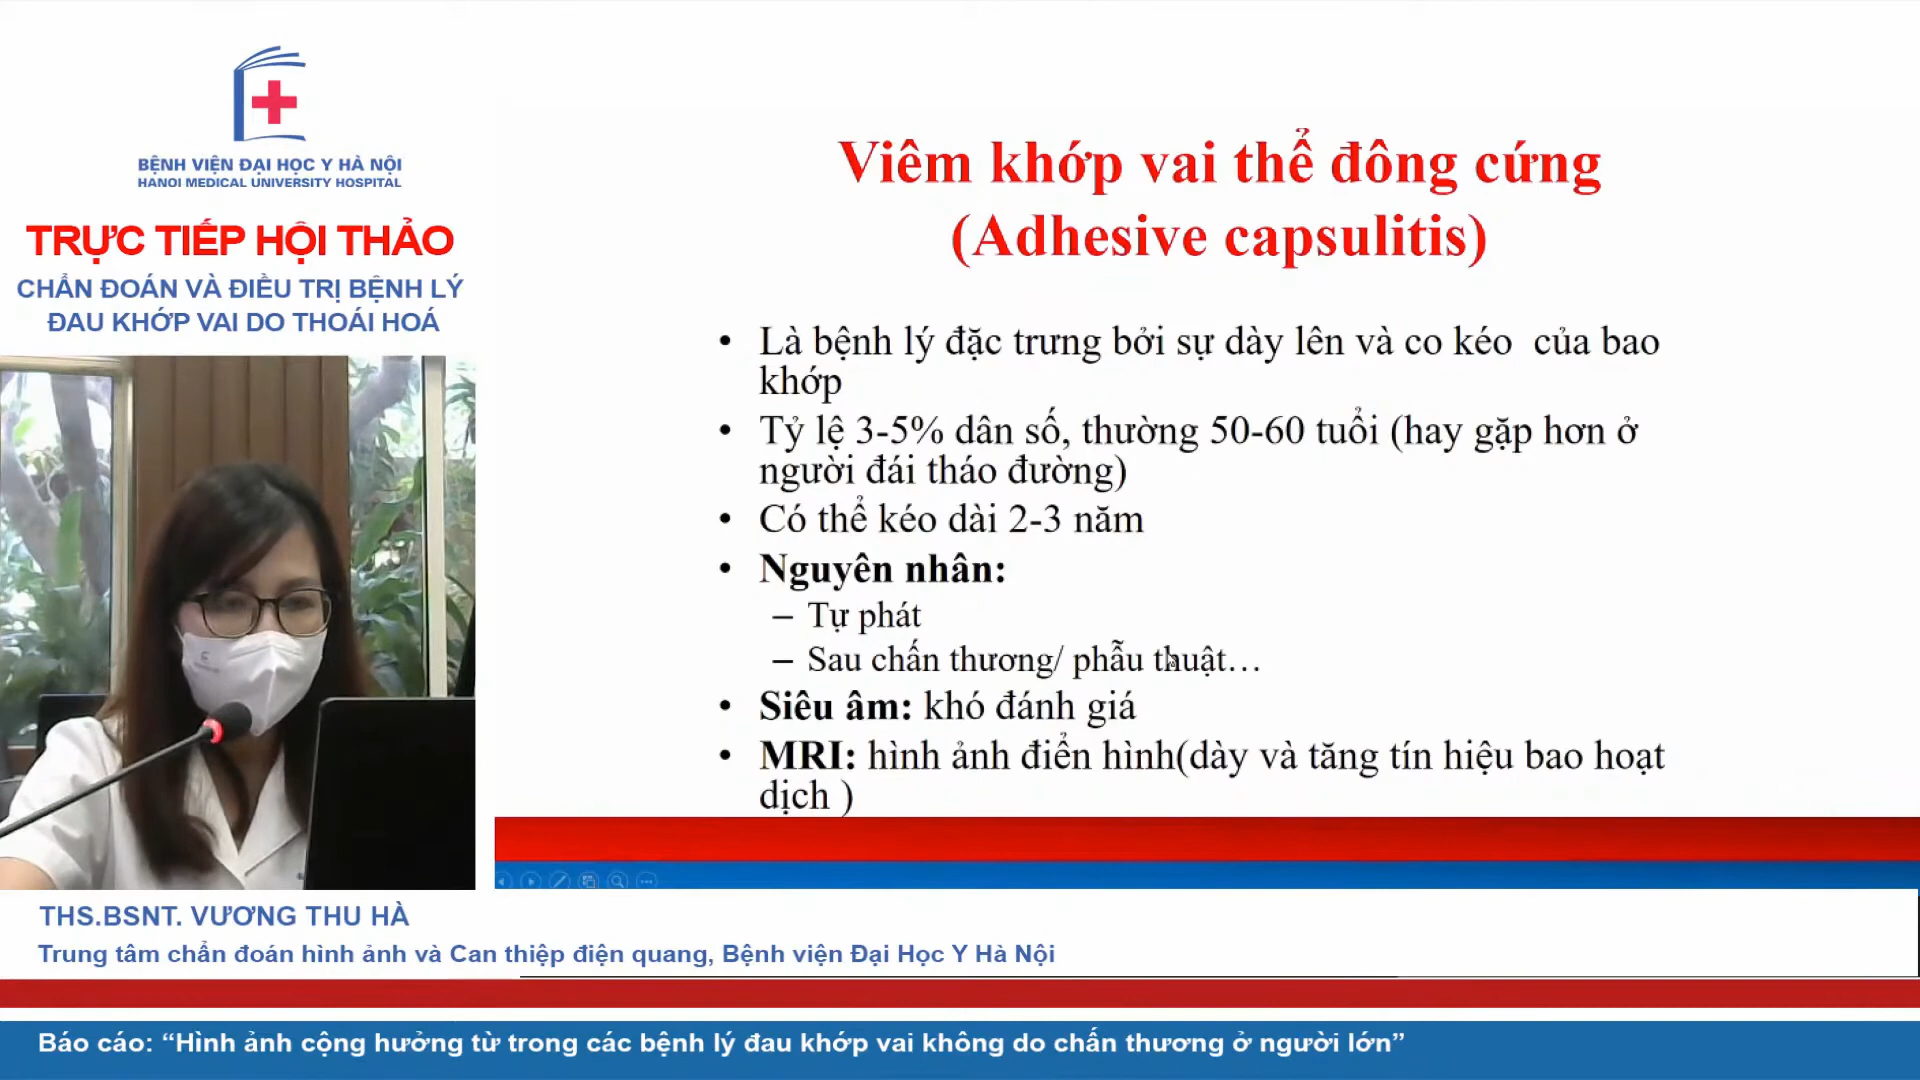 BỆNH VIỆN ĐẠI HỌC Y HÀ NỘI
HANOI MEDICAL UNIVERSITY HOSPITAL
TRỰC TIẾP HỘI THẢO
CHẨN ĐOÁN VÀ ĐIỀU TRỊ BỆNH LÝ
ĐAU KHỚP VAI DO THOÁI HOÁ
Viêm khớp vai thể đông cứng
(Adhesive capsulitis)
• Là bệnh lý đặc trưng bởi sự dày lên và co kéo của bao
khớp
• Tỷ lệ 3-5% dân số, thường 50-60 tuổi (hay gặp hơn ở
người đái tháo đường)
• Có thể kéo dài 2-3 năm
• Nguyên nhân:
– Tự phát
– Sau chấn thương/ phẫu thuật…
• Siêu âm: khó đánh giá
• MRI: hình ảnh điển hình(dày và tăng tín hiệu bao hoạt
dịch )
THS.BSNT. VƯƠNG THU HÀ
Trung tâm chẩn đoán hình ảnh và Can thiệp điện quang, Bệnh viện Đại Học Y Hà Nội
Báo cáo: “Hình ảnh cộng hưởng từ trong các bệnh lý đau khớp vai không do chấn thương ở người lớn”